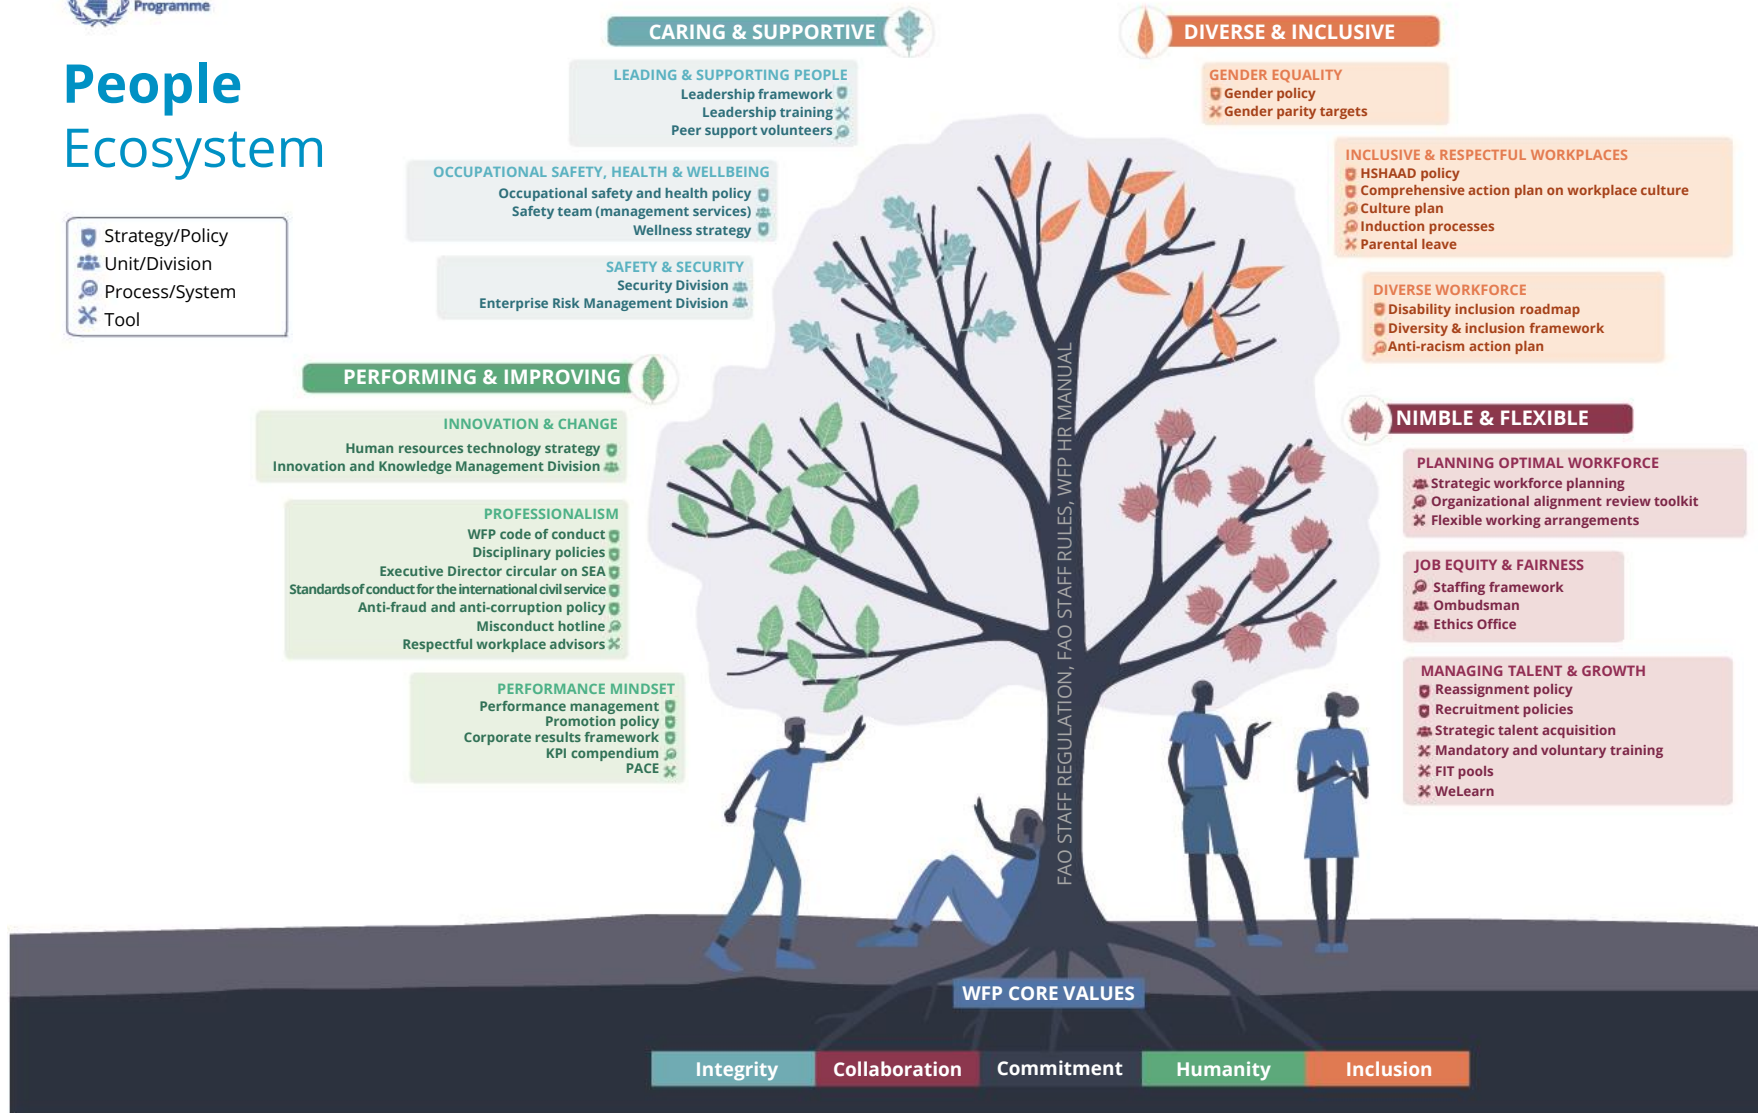 Programme
People
Ecosystem
Strategy/Policy
Unit/Division
Process/System
Tool
CARING & SUPPORTIVE
LEADING & SUPPORTING PEOPLE
Leadership framework
Leadership training
Peer support volunteers
OCCUPATIONAL SAFETY, HEALTH & WELLBEING
Occupational safety and health policy
Safety team (management services)
Wellness strategy
SAFETY & SECURITY
Security Division
Enterprise Risk Management Division
PERFORMING & IMPROVING
INNOVATION & CHANGE
Human resources technology strategy
Innovation and Knowledge Management Division
PROFESSIONALISM
WFP code of conduct
Disciplinary policies
Executive Director circular on SEA
Standards of conduct for the international civil service
Anti-fraud and anti-corruption policy
Misconduct hotline
Respectful workplace advisors
PERFORMANCE MINDSET
Performance management
Promotion policy
Corporate results framework
KPI compendium
PACE
DIVERSE & INCLUSIVE
GENDER EQUALITY
Gender policy
Gender parity targets
INCLUSIVE & RESPECTFUL WORKPLACES
HSHAAD policy
Comprehensive action plan on workplace culture
Culture plan
Induction processes
Parental leave
DIVERSE WORKFORCE
Disability inclusion roadmap
Diversity & inclusion framework
Anti-racism action plan
NIMBLE & FLEXIBLE
PLANNING OPTIMAL WORKFORCE
Strategic workforce planning
Organizational alignment review toolkit
Flexible working arrangements
JOB EQUITY & FAIRNESS
Staffing framework
Ombudsman
Ethics Office
MANAGING TALENT & GROWTH
Reassignment policy
Recruitment policies
Strategic talent acquisition
Mandatory and voluntary training
FIT pools
WeLearn
FAO STAFF REGULATION, FAO STAFF RULES, WFP HR MANUAL
WFP CORE VALUES
Integrity
Collaboration
Commitment
Humanity
Inclusion